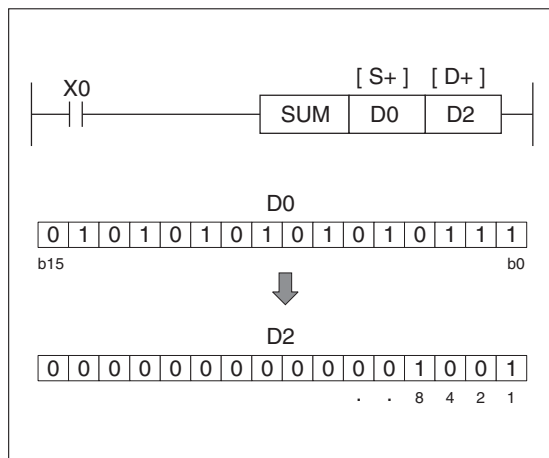 [ S+ ] [ D+ ]
X0
SUM D0 D2
D0
0 1 0 1 0 1 0 1 0 1 0 1 0 1 1 1
b15 b0
D2
0 0 0 0 0 0 0 0 0 0 0 0 1 0 0 1
. . 8 4 2 1